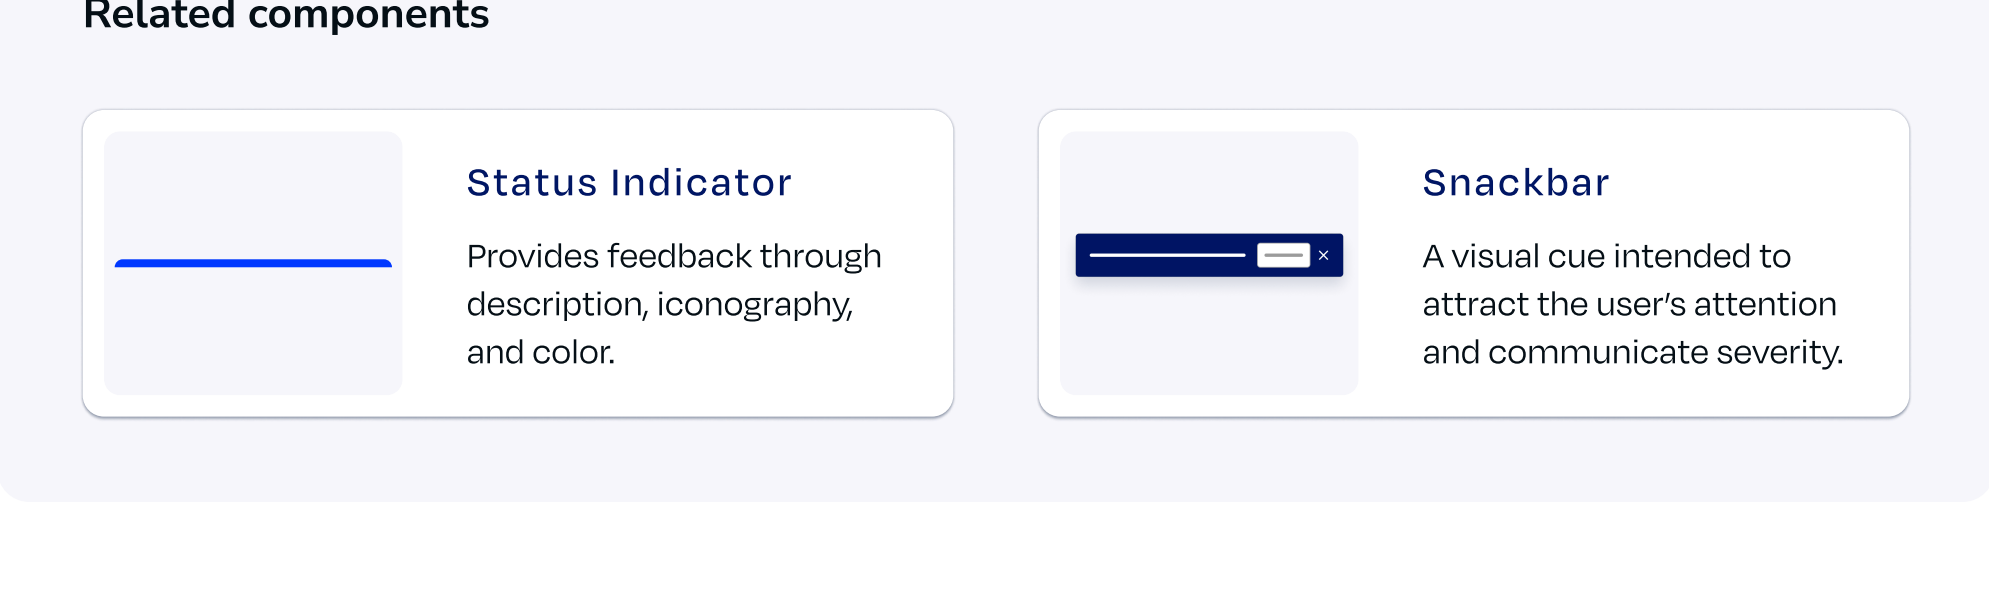 Related components
Status Indicator
Provides feedback through
description, iconography,
and color.
Snackbar
A visual cue intended to
attract the user’s attention
and communicate severity.